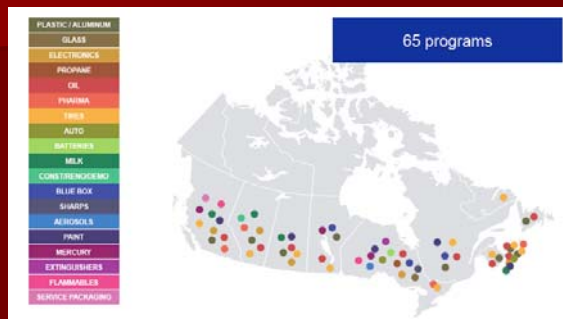 PLASTIC / ALUMINUM
GLASS
ELECTRONICS
PROPANE
OIL
PHARMA
TIRES
AUTO
BATTERIES
MILK
CONST/RENO/DEMO
BLUE BOX
SHARPS
AEROSOLS
PAINT
MERCURY
EXTINGUISHERS
FLAMMABLES
SERVICE PACKAGING
65 programs